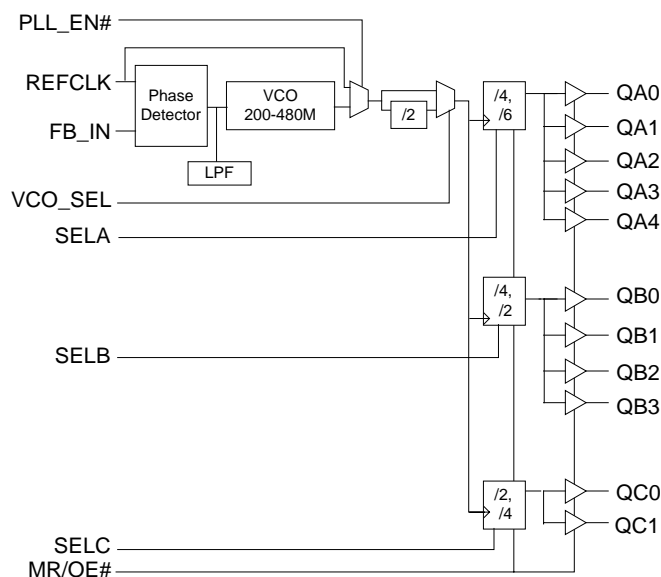 PLL_EN#
REFCLK
FB_IN
Phase
Detector
VCO
200-480M
LPF
/2
VCO_SEL
SELA
/4,
/6
QA0
QA1
QA2
QA3
QA4
/4,
/2
SELB
QB0
QB1
QB2
QB3
/2,
/4
SELC
MR/OE#
QC0
QC1